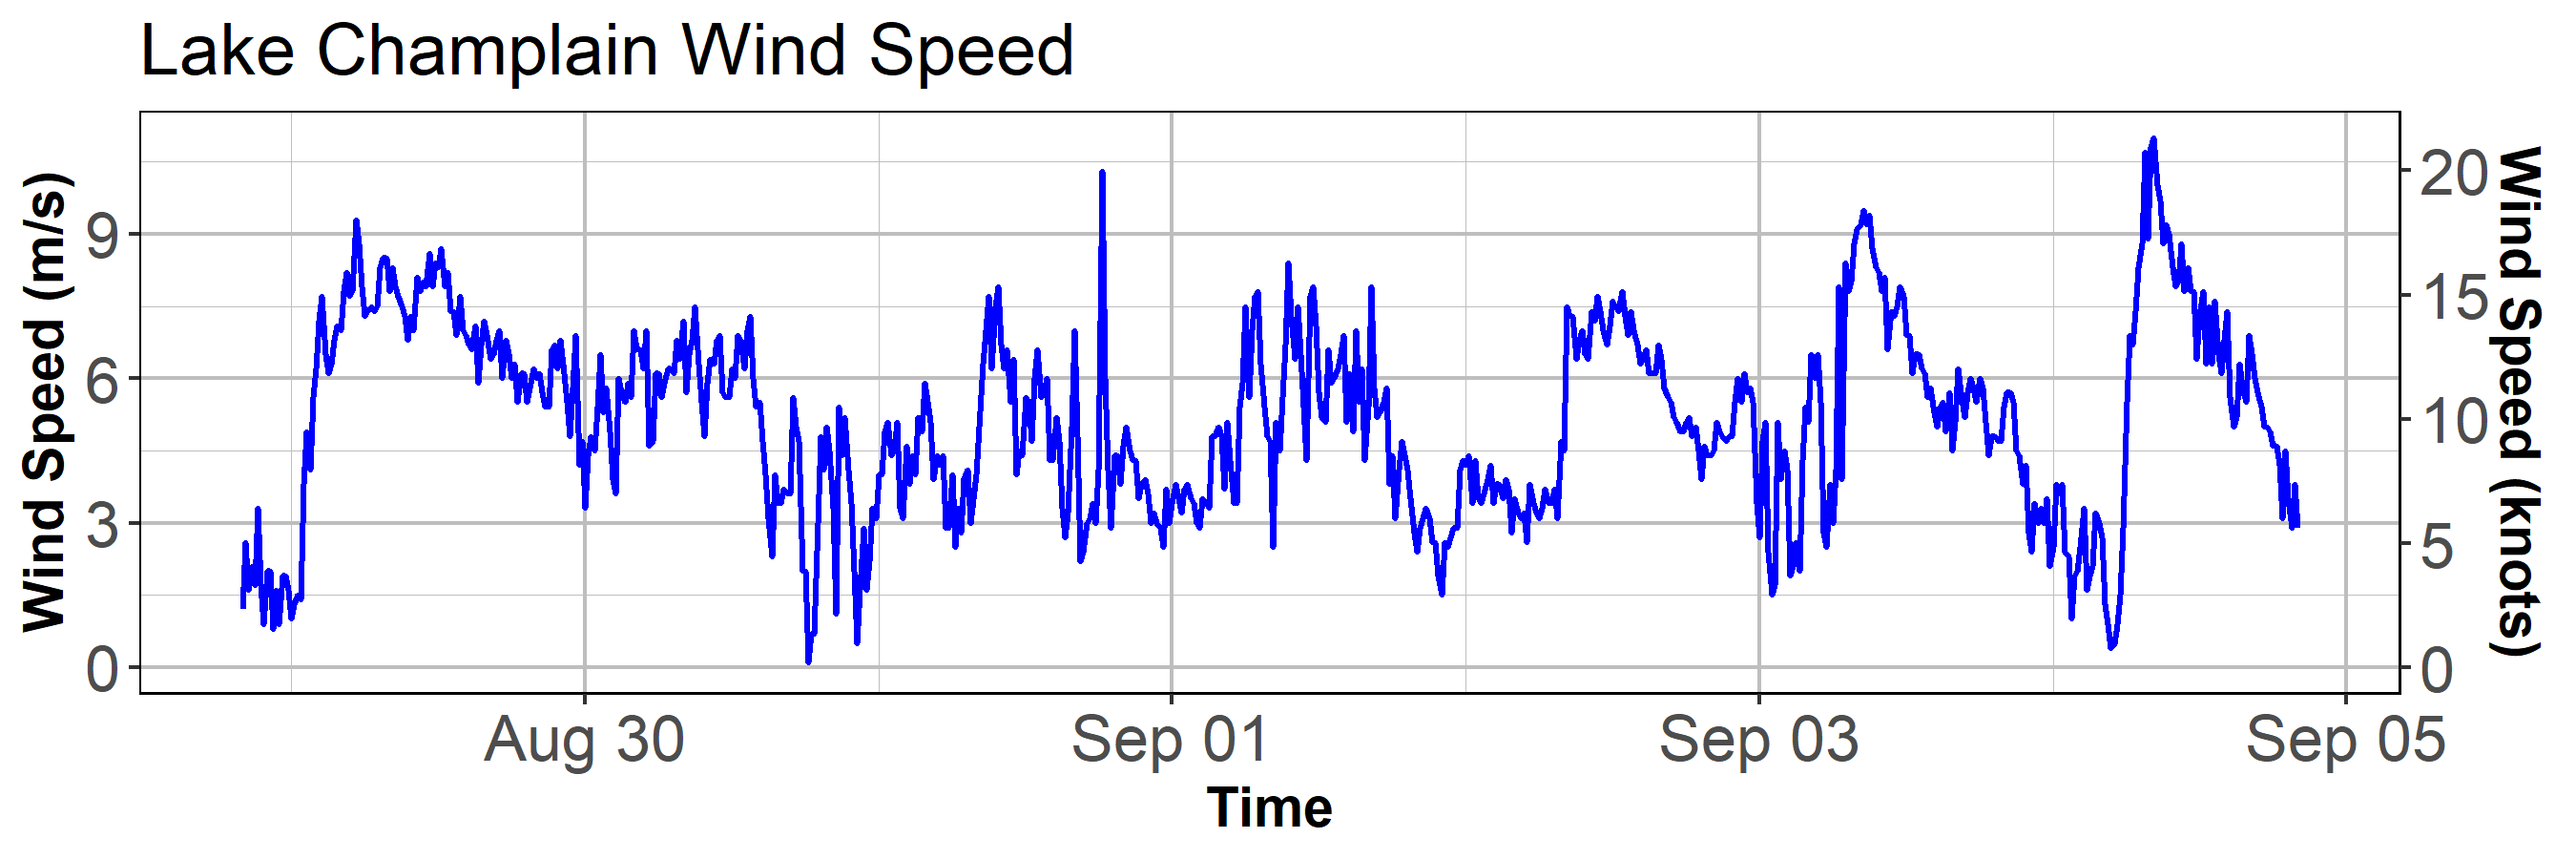 Lake Champlain Wind Speed
Wind Speed (m/s)
9
6
3
0
20
15
10
5
0
Wind Speed (knots)
Aug 30
Sep 01
Sep 03
Sep 05
Time